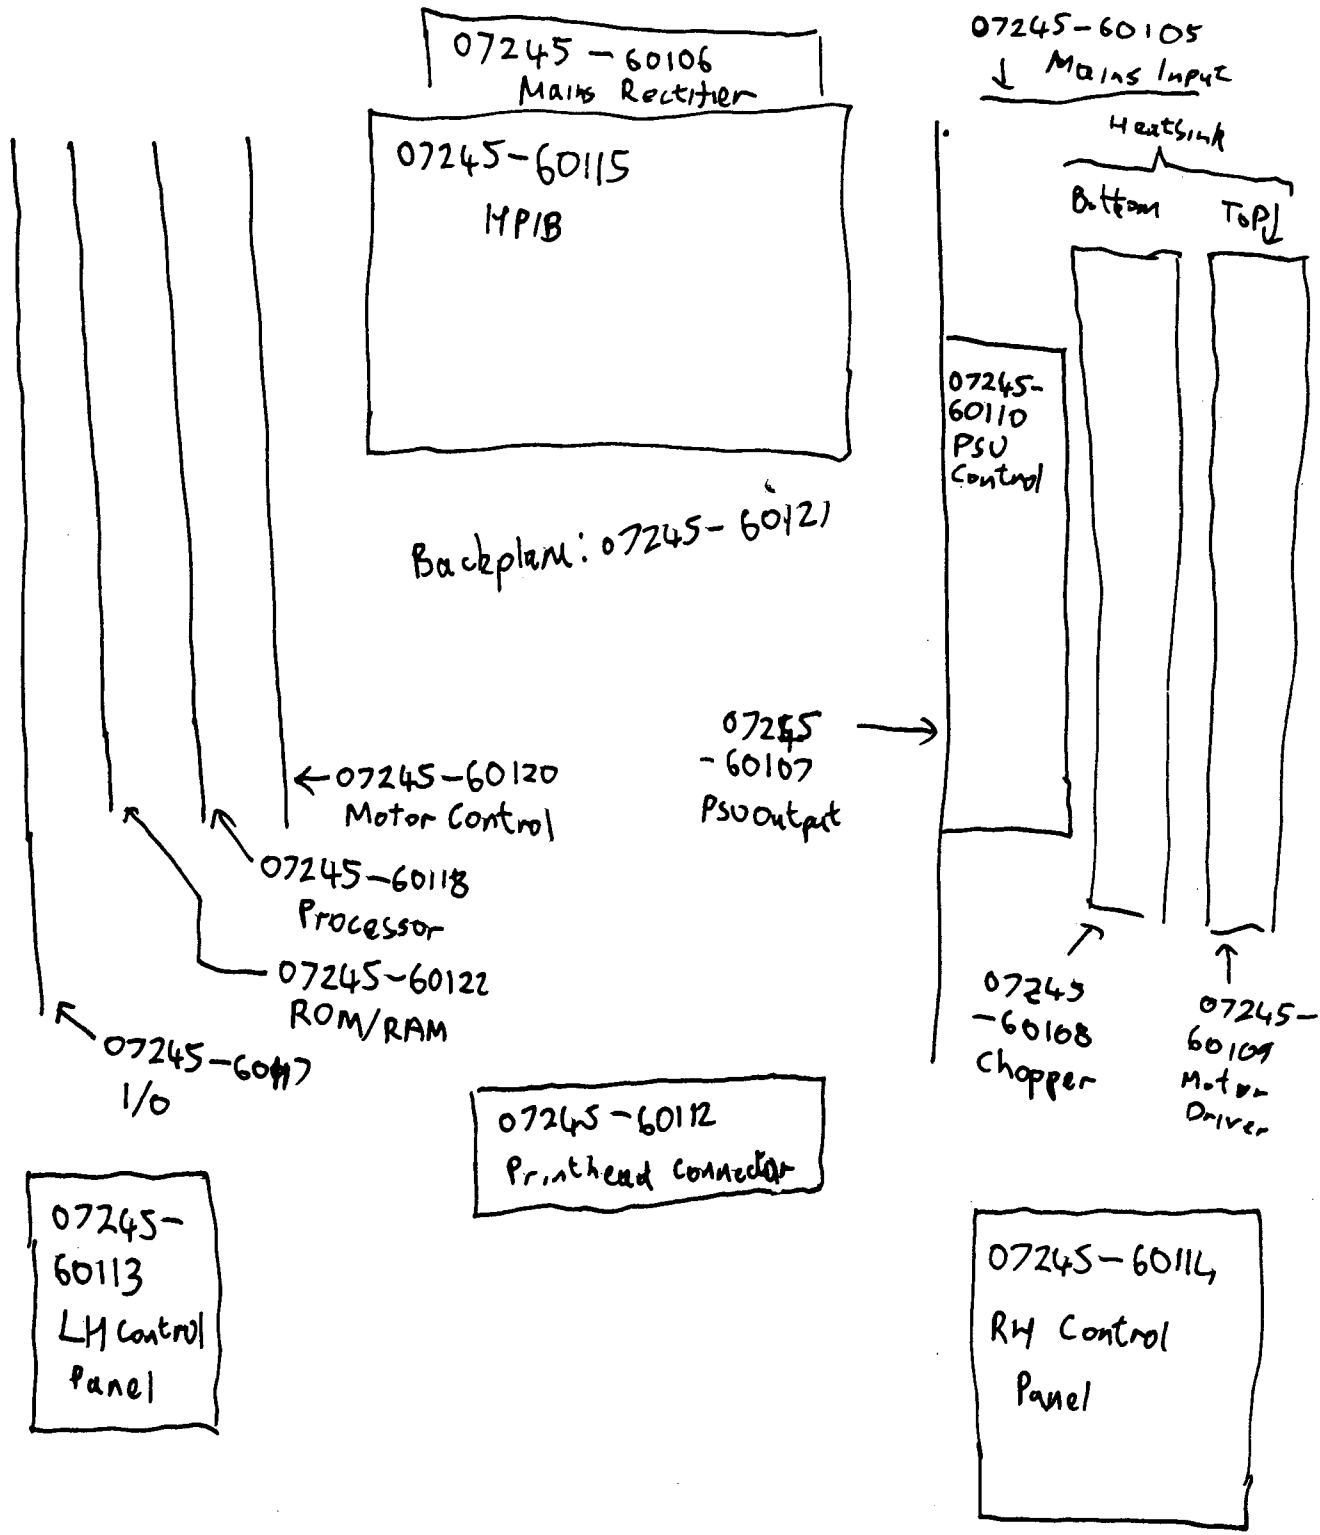 07245-60106
Mains Rectifier
07245-60105
Mains Input
Heatsink
Bottom
TOP
07245-60115
HPIB
07245-
60110
PSU
Control
Backplane: 07245-60121
07245
-60107
PSU Output
07245-60120
Motor Control
07245-60118
Processor
07245-60122
ROM/RAM
07245-60117
I/O
07245
-60108
Chopper
07245-
60109
Motor
Driver
07245-60112
Printhead Connector
07245-
60113
LH Control
Panel
07245-60114
RH Control
Panel